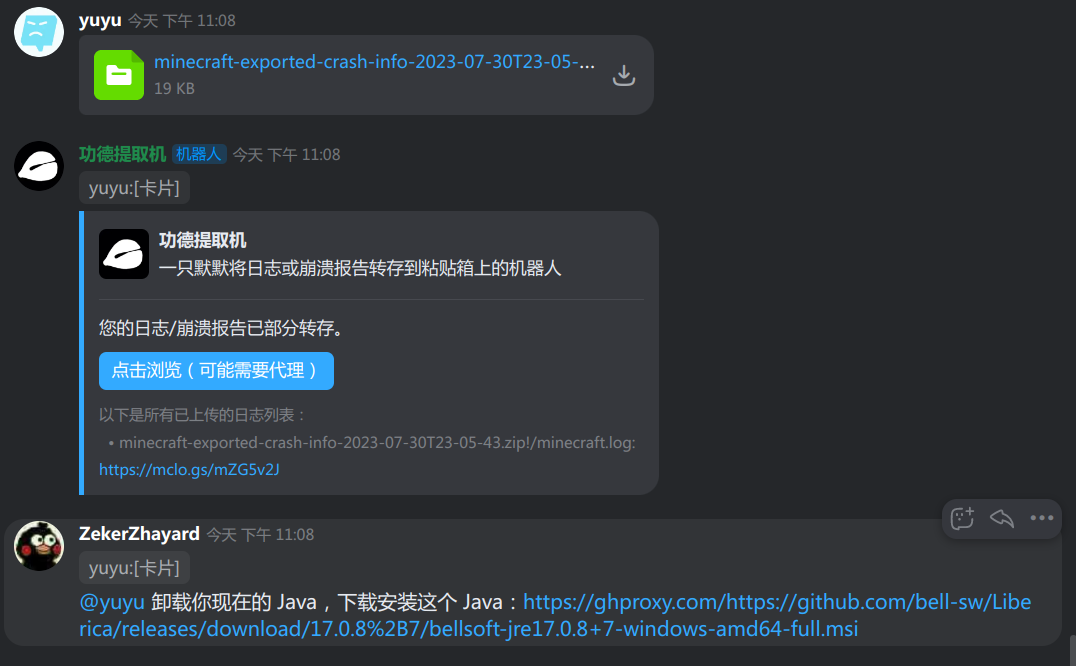 yuyu 今天 下午 11:08
minecraft-exported-crash-info-2023-07-30T23-05-...
19 KB
功德提取机 机器人 今天 下午 11:08
yuyu:[卡片]
功德提取机
一只默默将日志或崩溃报告转存到粘贴箱上的机器人
您的日志/崩溃报告已部分转存。
点击浏览（可能需要代理）
以下是所有已上传的日志列表：
• minecraft-exported-crash-info-2023-07-30T23-05-43.zip!/minecraft.log:
https://mclo.gs/mZG5v2J
ZekerZhayard 今天 下午 11:08
yuyu:[卡片]
@yuyu 卸载你现在的 Java，下载安装这个 Java：https://ghproxy.com/https://github.com/bell-sw/Libe
rica/releases/download/17.0.8%2B7/bellsoft-jre17.0.8+7-windows-amd64-full.msi